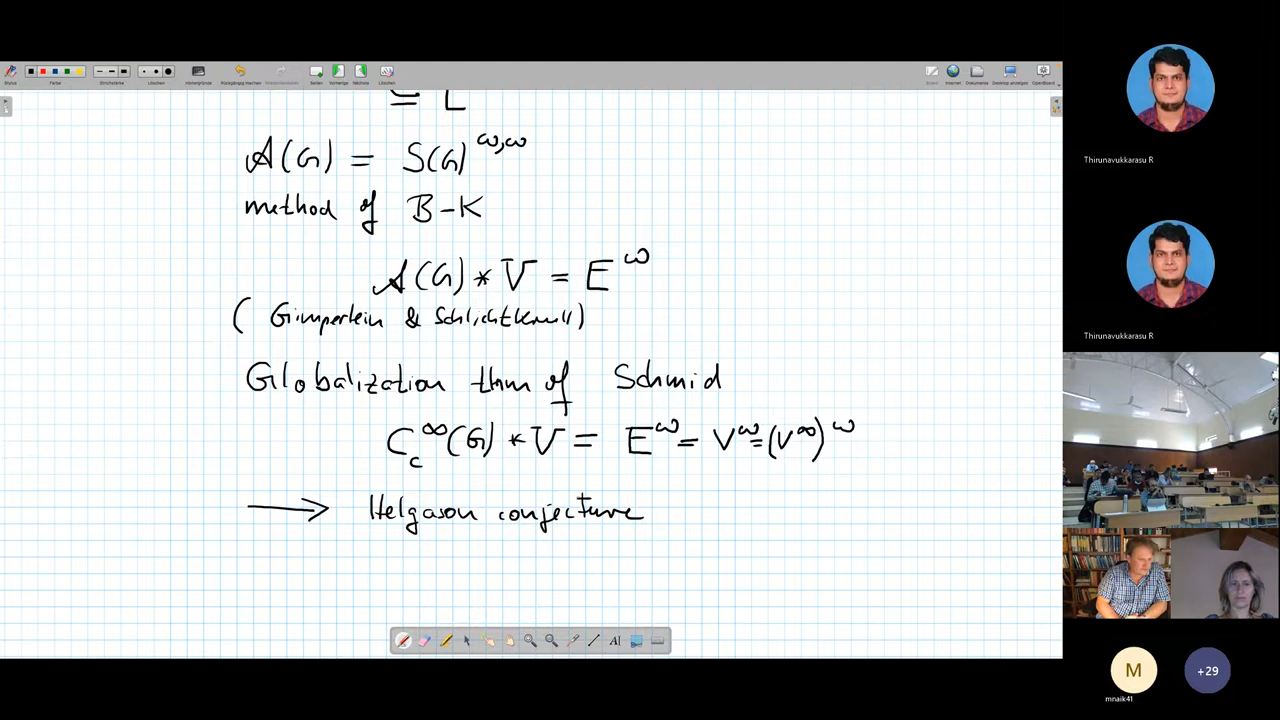 ⊆ L
A(G) = S(G)^{ω,ω}
method of B-K
A(G) * V = E^ω
(Gimperlein & Schlichtkrull)
Globalization thm of Schmid
C_c^∞(G) * V = E^ω = V^ω = (V^∞)^ω
⟶ Helgason conjecture
Thirunavukkarasu R
Thirunavukkarasu R
M
mnaik41
+29